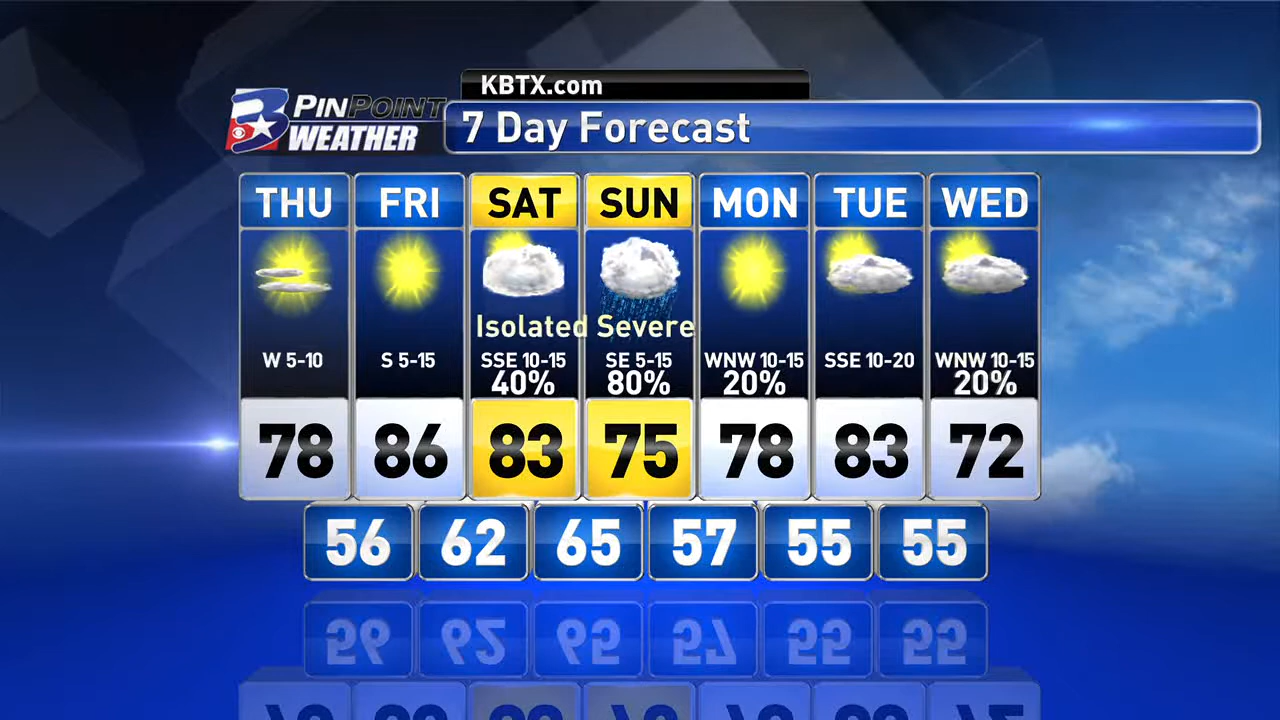 KBTX.com
3 PINPOINT
WEATHER
7 Day Forecast
THU FRI SAT SUN MON TUE WED
Isolated Severe
W 5-10 S 5-15 SSE 10-15 SE 5-15 WNW 10-15 SSE 10-20 WNW 10-15
40% 80% 20% 20%
78 86 83 75 78 83 72
56 62 65 57 55 55